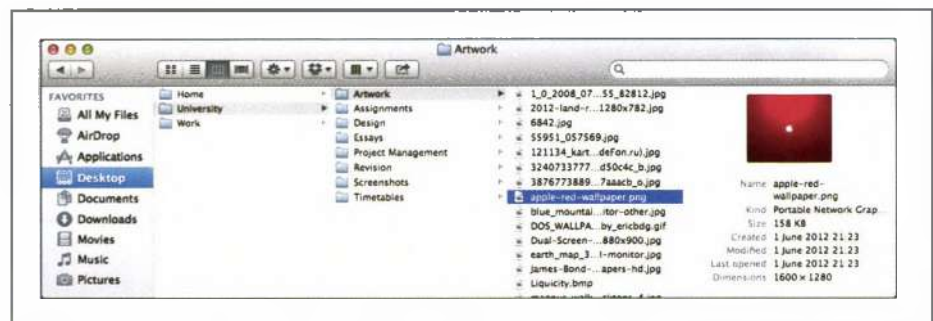 Artwork
FAVORITES
All My Files
AirDrop
Applications
Desktop
Documents
Downloads
Movies
Music
Pictures
Home
University
Work
Artwork
Assignments
Design
Essays
Project Management
Revision
Screenshots
Timetables
1_0_2008_07...55_82812.jpg
2012-land-r...1280x782.jpg
6842.jpg
55951_057569.jpg
121134_kart...deFon.ru).jpg
3240733777...d50c4c_b.jpg
3876773889...7aaacb_o.jpg
apple-red-wallpaper.png
blue_mountai...itor-other.jpg
DOS_WALLPA...by_ericbdg.gif
Dual-Screen-...880x900.jpg
earth_map_3...l-monitor.jpg
James-Bond-...apers-hd.jpg
Liquicity.bmp
Name apple-red-
wallpaper.png
Kind Portable Network Grap...
Size 158 KB
Created 1 June 2012 21:23
Modified 1 June 2012 21:23
Last opened 1 June 2012 21:23
Dimensions 1600 × 1280